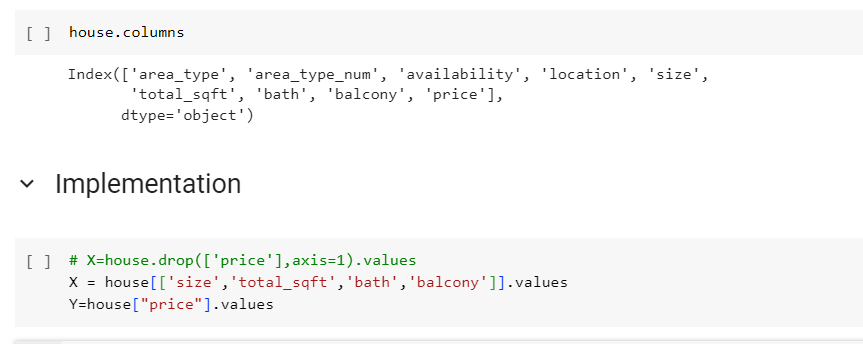 [ ] house.columns
Index(['area_type', 'area_type_num', 'availability', 'location', 'size',
'total_sqft', 'bath', 'balcony', 'price'],
dtype='object')
Implementation
[ ] # X=house.drop(['price'],axis=1).values
X = house[['size','total_sqft','bath','balcony']].values
Y=house["price"].values